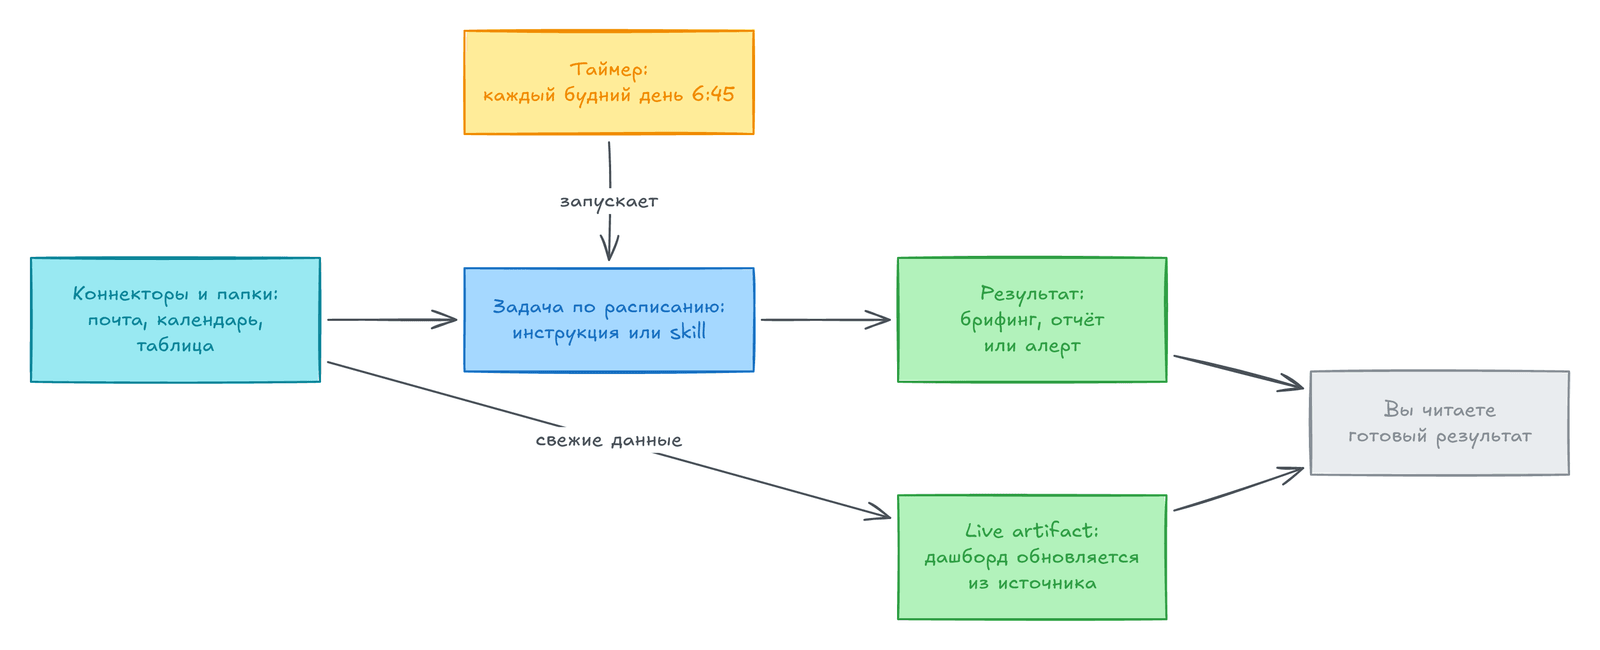 Таймер:
каждый будний день 6:45
запускает
Коннекторы и папки:
почта, календарь,
таблица
Задача по расписанию:
инструкция или skill
Результат:
брифинг, отчёт
или алерт
Вы читаете
готовый результат
свежие данные
Live artifact:
дашборд обновляется
из источника